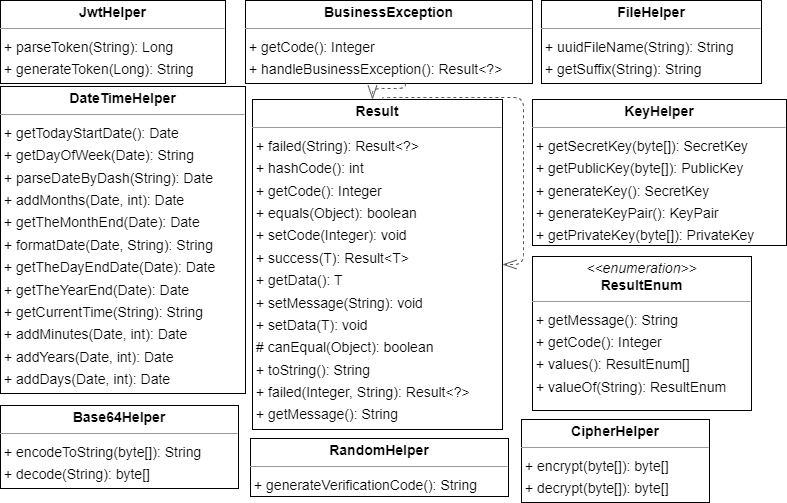 JwtHelper
+ parseToken(String): Long
+ generateToken(Long): String
BusinessException
+ getCode(): Integer
+ handleBusinessException(): Result<?>
FileHelper
+ uuidFileName(String): String
+ getSuffix(String): String
DateTimeHelper
+ getTodayStartDate(): Date
+ getDayOfWeek(Date): String
+ parseDateByDash(String): Date
+ addMonths(Date, int): Date
+ getTheMonthEnd(Date): Date
+ formatDate(Date, String): String
+ getTheDayEndDate(Date): Date
+ getTheYearEnd(Date): Date
+ getCurrentTime(String): String
+ addMinutes(Date, int): Date
+ addYears(Date, int): Date
+ addDays(Date, int): Date
Result
+ failed(String): Result<?>
+ hashCode(): int
+ getCode(): Integer
+ equals(Object): boolean
+ setCode(Integer): void
+ success(T): Result<T>
+ getData(): T
+ setMessage(String): void
+ setData(T): void
# canEqual(Object): boolean
+ toString(): String
+ failed(Integer, String): Result<?>
+ getMessage(): String
KeyHelper
+ getSecretKey(byte[]): SecretKey
+ getPublicKey(byte[]): PublicKey
+ generateKey(): SecretKey
+ generateKeyPair(): KeyPair
+ getPrivateKey(byte[]): PrivateKey
<<enumeration>>
ResultEnum
+ getMessage(): String
+ getCode(): Integer
+ values(): ResultEnum[]
+ valueOf(String): ResultEnum
Base64Helper
+ encodeToString(byte[]): String
+ decode(String): byte[]
RandomHelper
+ generateVerificationCode(): String
CipherHelper
+ encrypt(byte[]): byte[]
+ decrypt(byte[]): byte[]